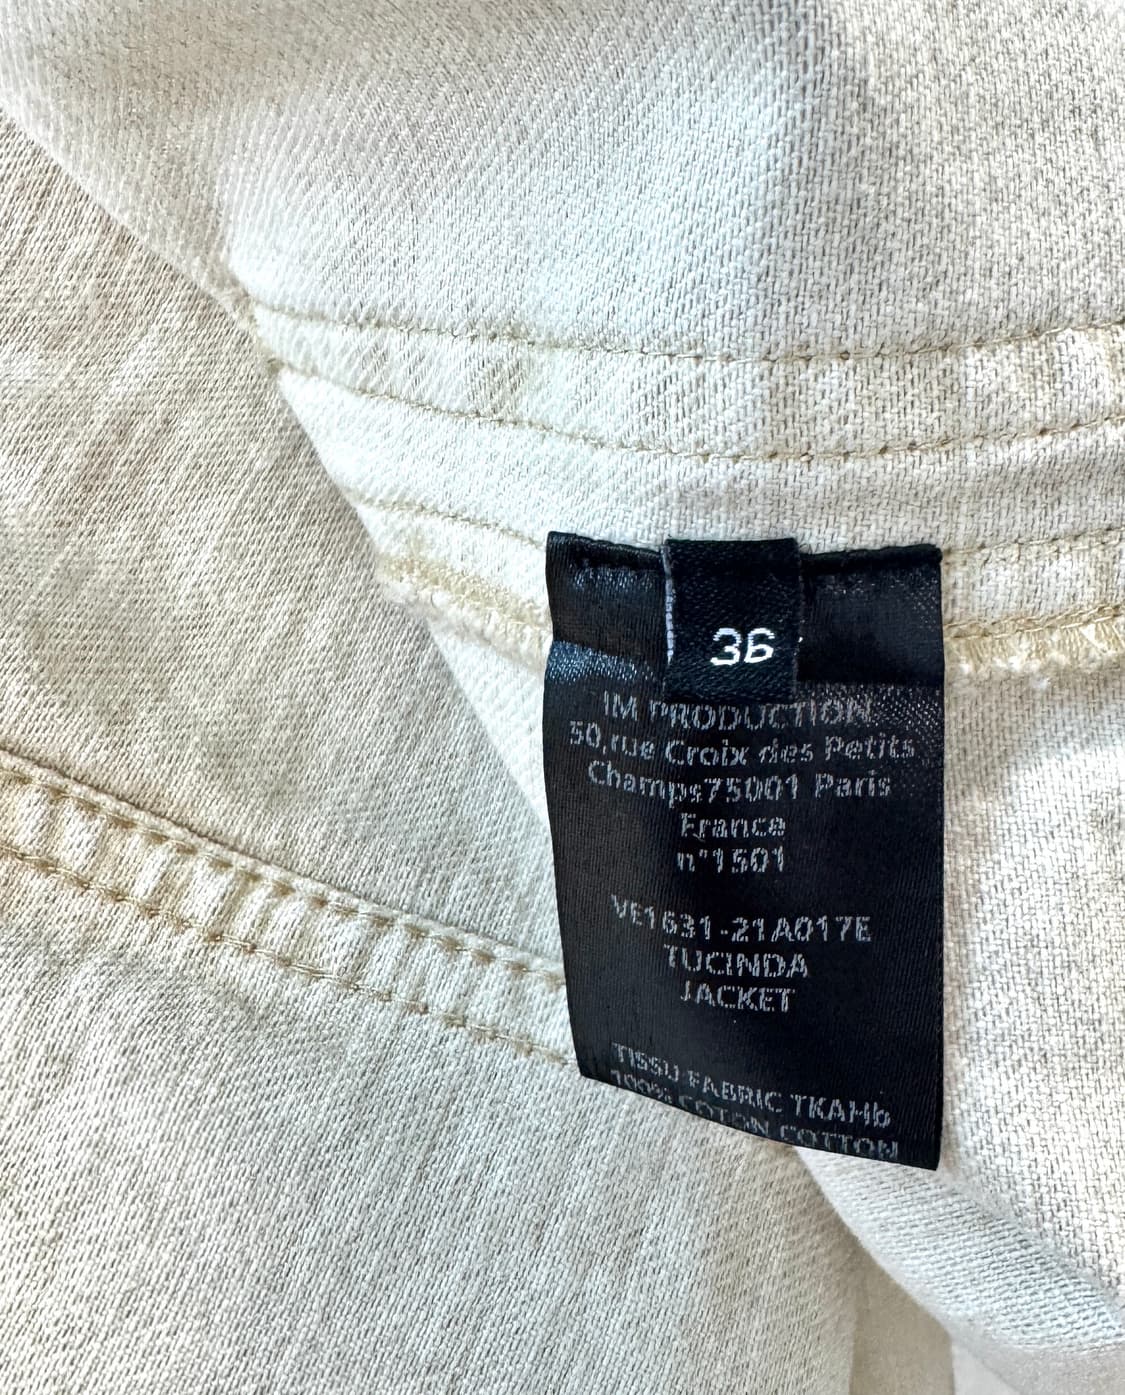 36
IM PRODUCTION
50,rue Croix des Petits
Champs75001 Paris
France
n°1501
VE1631-21A017E
TUCINDA
JACKET
TISSU FABRIC TKAHb
100% COTON COTTON